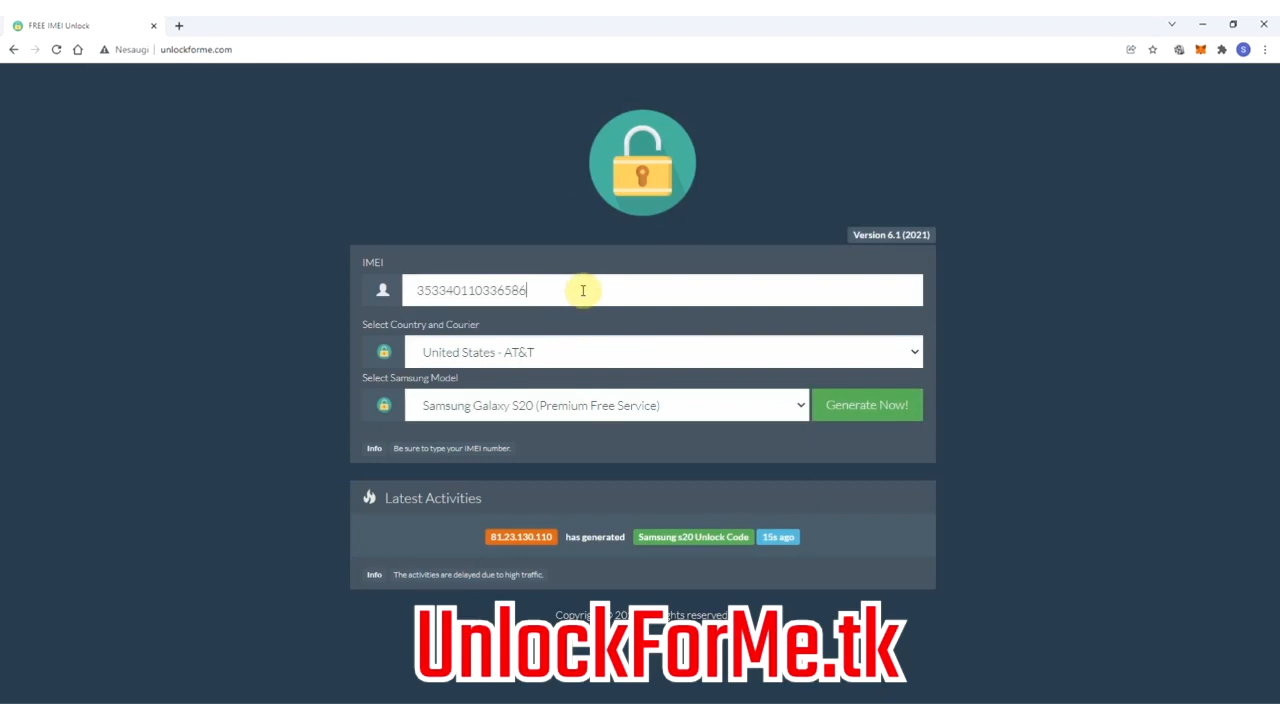 FREE IMEI Unlock
Nesaugi
unlockforme.com
S
Version 6.1 (2021)
IMEI
353340110336586
Select Country and Courier
United States - AT&T
Select Samsung Model
Samsung Galaxy S20 (Premium Free Service)
Generate Now!
Info Be sure to type your IMEI number.
Latest Activities
81.23.130.110 has generated Samsung s20 Unlock Code 15s ago
Info The activities are delayed due to high traffic.
reserved
UnlockForMe.tk